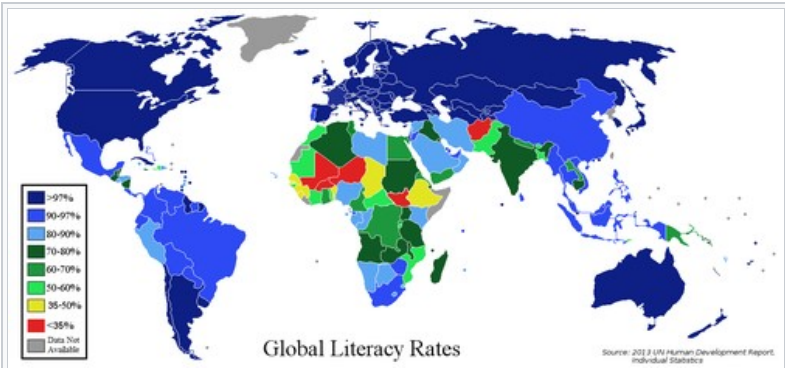 >97%
90-97%
80-90%
70-80%
60-70%
50-60%
35-50%
<35%
Data Not
Available
Global Literacy Rates
Source: 2013 UN Human Development Report,
Individual Statistics